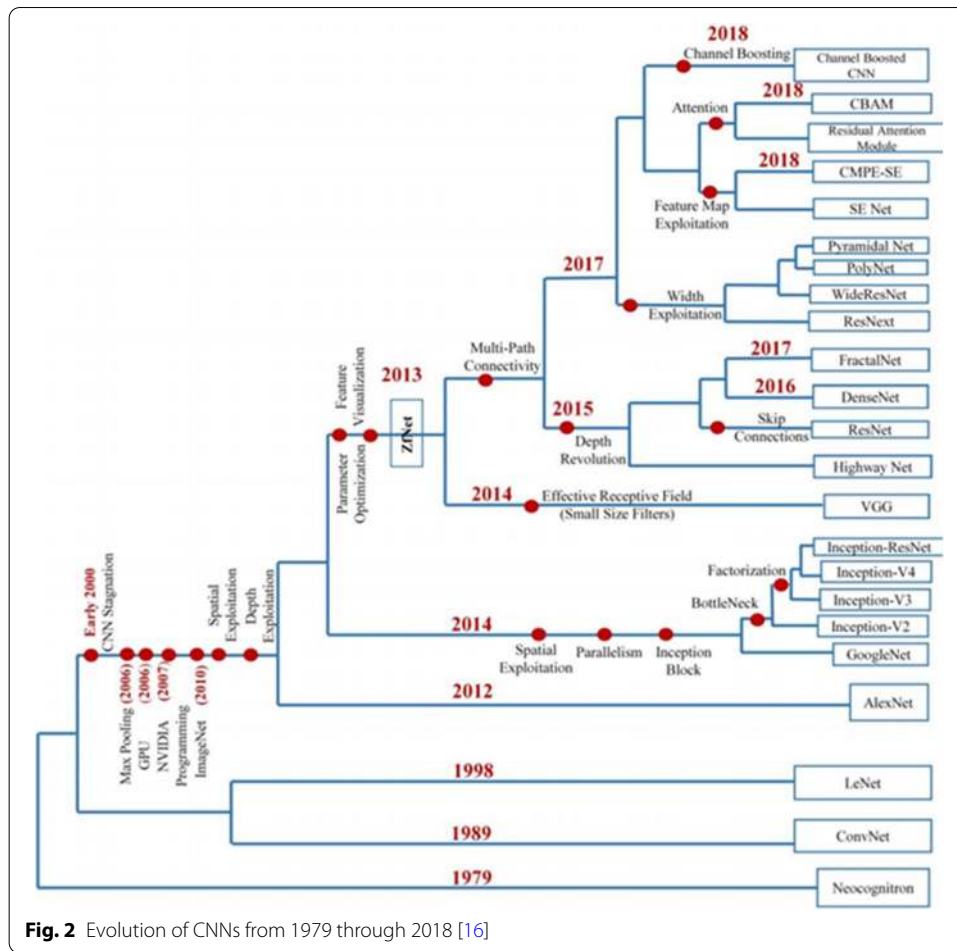 2018
Channel Boosting
Channel Boosted
CNN
2018
Attention
CBAM
Residual Attention
Module
2018
CMPE-SE
Feature Map
Exploitation
SE Net
2017
Pyramidal Net
PolyNet
Width
Exploitation
WideResNet
ResNext
Multi-Path
Connectivity
2017
FractalNet
2016
DenseNet
2015
Depth
Revolution
Skip
Connections
ResNet
Highway Net
2013
Feature
Visualization
Parameter
Optimization
ZfNet
2014
Effective Receptive Field
(Small Size Filters)
VGG
Inception-ResNet
Factorization
Inception-V4
BottleNeck
Inception-V3
Inception-V2
2014
Spatial
Exploitation
Parallelism
Inception
Block
GoogleNet
Early 2000
CNN Stagnation
Spatial
Exploitation
Depth
Exploitation
Max Pooling (2006)
GPU (2006)
NVIDIA (2007)
Programming
ImageNet (2010)
2012
AlexNet
1998
LeNet
1989
ConvNet
1979
Neocognitron
Fig. 2 Evolution of CNNs from 1979 through 2018 [16]